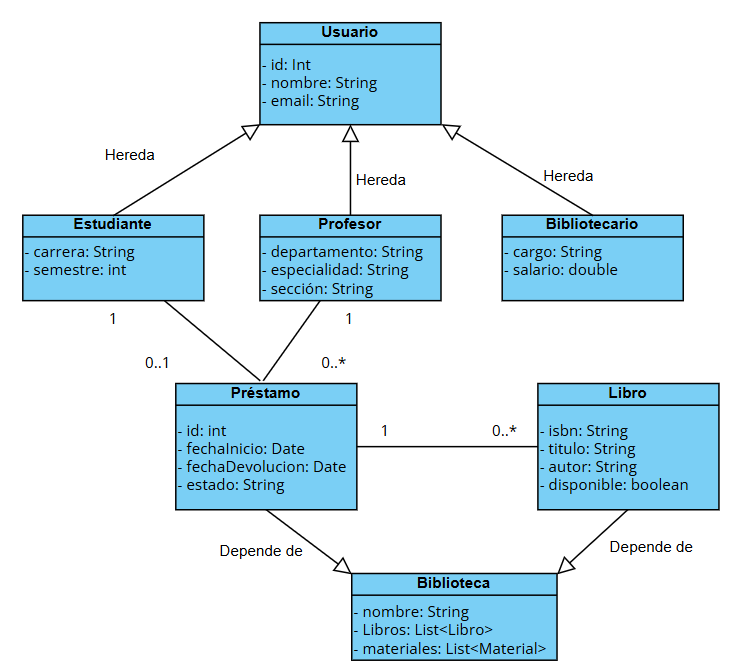 Usuario
- id: Int
- nombre: String
- email: String
Hereda
Hereda
Hereda
Estudiante
- carrera: String
- semestre: int
Profesor
- departamento: String
- especialidad: String
- sección: String
Bibliotecario
- cargo: String
- salario: double
1
1
0..1
0..*
Préstamo
- id: int
- fechaInicio: Date
- fechaDevolucion: Date
- estado: String
1
0..*
Libro
- isbn: String
- titulo: String
- autor: String
- disponible: boolean
Depende de
Depende de
Biblioteca
- nombre: String
- Libros: List<Libro>
- materiales: List<Material>